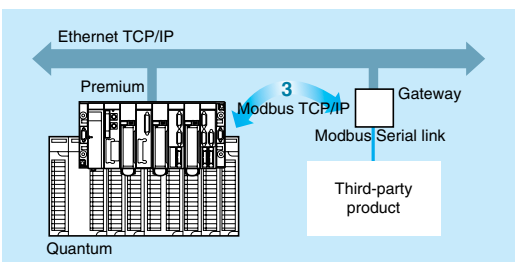 Ethernet TCP/IP
Premium
3
Modbus TCP/IP
Gateway
Modbus Serial link
Third-party
product
Quantum